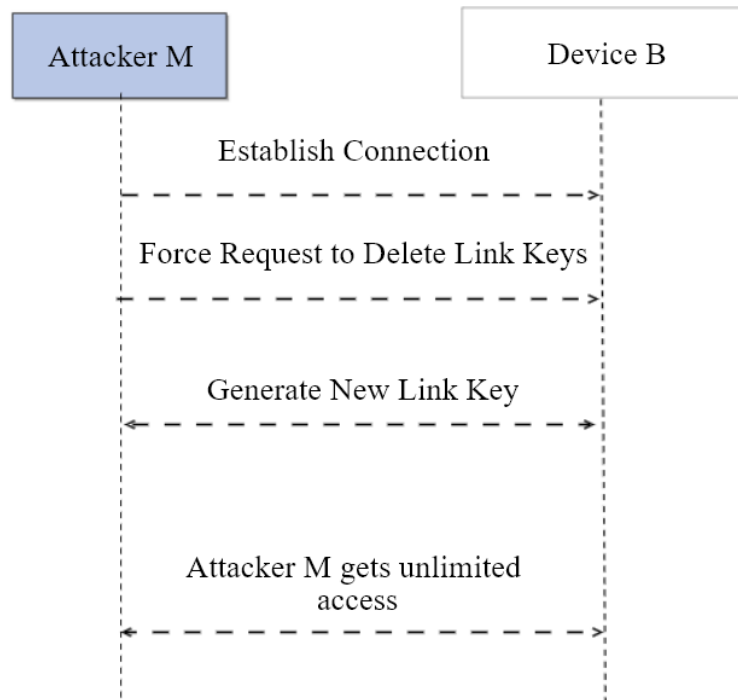 Attacker M
Device B
Establish Connection
Force Request to Delete Link Keys
Generate New Link Key
Attacker M gets unlimited
access